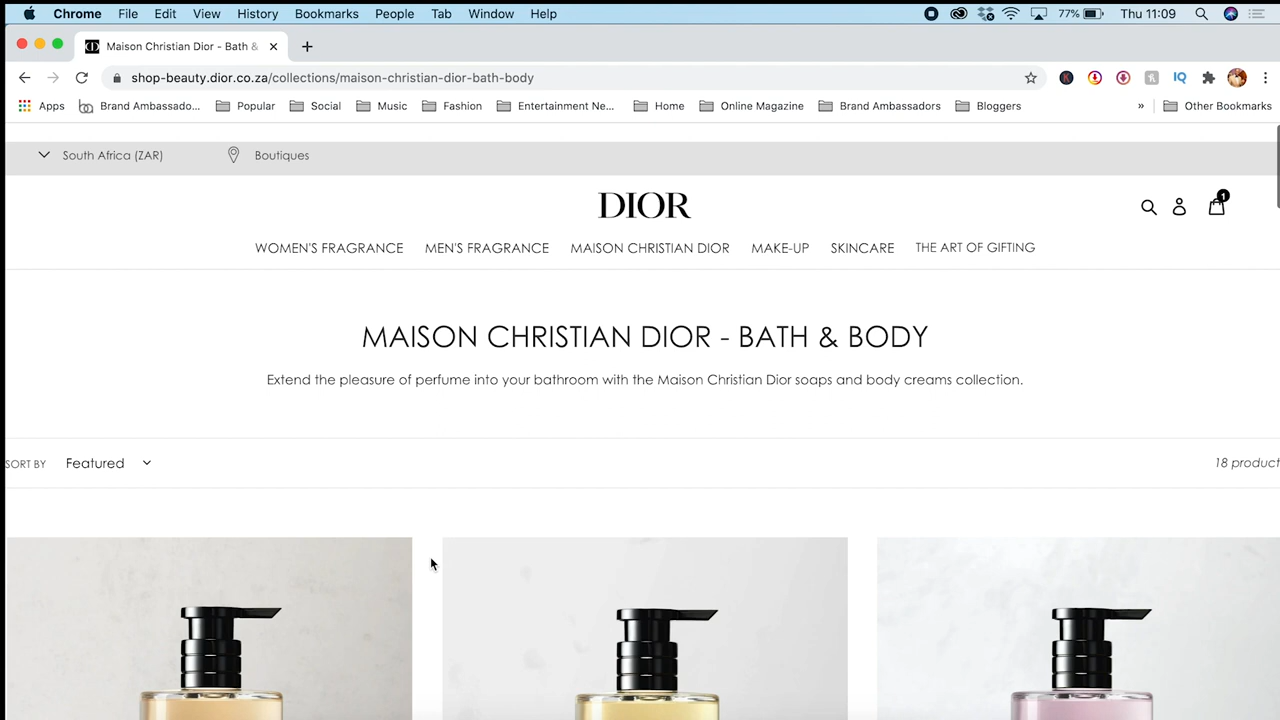 Chrome File Edit View History Bookmarks People Tab Window Help 77% Thu 11:09
Maison Christian Dior - Bath &
shop-beauty.dior.co.za/collections/maison-christian-dior-bath-body
Apps Brand Ambassado... Popular Social Music Fashion Entertainment Ne... Home Online Magazine Brand Ambassadors Bloggers » Other Bookmarks
South Africa (ZAR) Boutiques
DIOR
1
WOMEN'S FRAGRANCE MEN'S FRAGRANCE MAISON CHRISTIAN DIOR MAKE-UP SKINCARE THE ART OF GIFTING
MAISON CHRISTIAN DIOR - BATH & BODY
Extend the pleasure of perfume into your bathroom with the Maison Christian Dior soaps and body creams collection.
SORT BY Featured 18 product